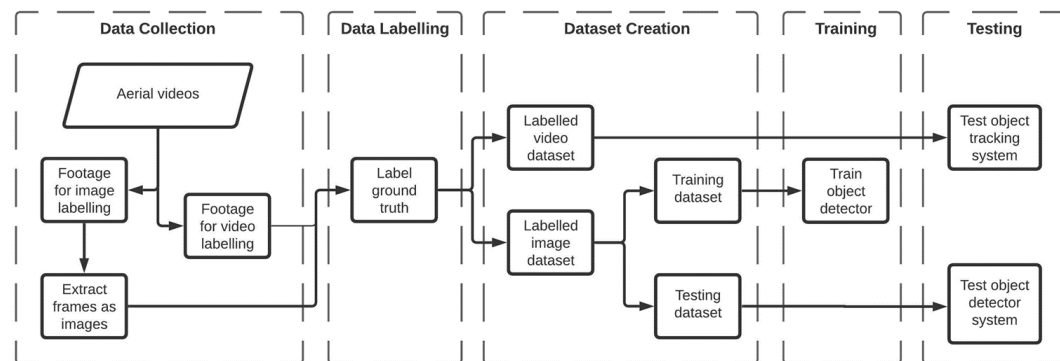 Data Collection
Data Labelling
Dataset Creation
Training
Testing
Aerial videos
Footage
for image
labelling
Footage
for video
labelling
Extract
frames as
images
Label
ground
truth
Labelled
video
dataset
Labelled
image
dataset
Training
dataset
Testing
dataset
Train
object
detector
Test object
tracking
system
Test object
detector
system